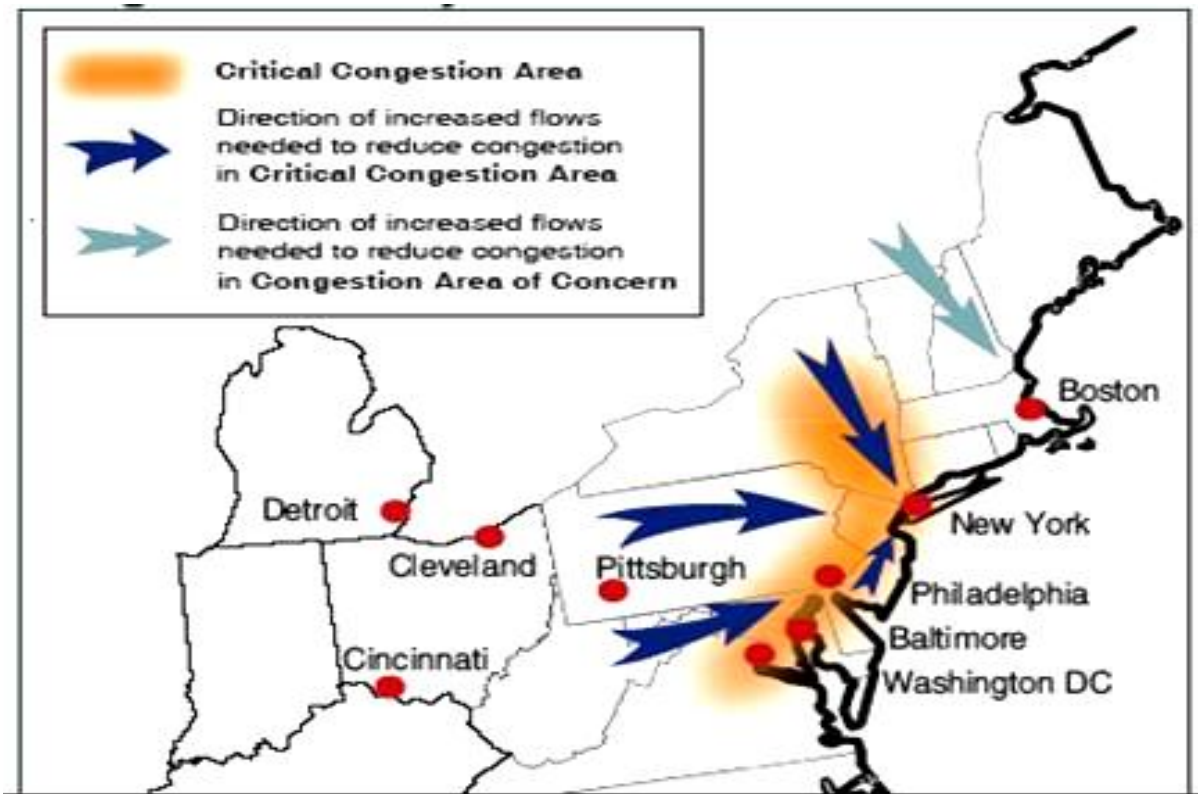 Critical Congestion Area
Direction of increased flows
needed to reduce congestion
in Critical Congestion Area
Direction of increased flows
needed to reduce congestion
in Congestion Area of Concern
Boston
Detroit
New York
Cleveland
Pittsburgh
Philadelphia
Baltimore
Cincinnati
Washington DC